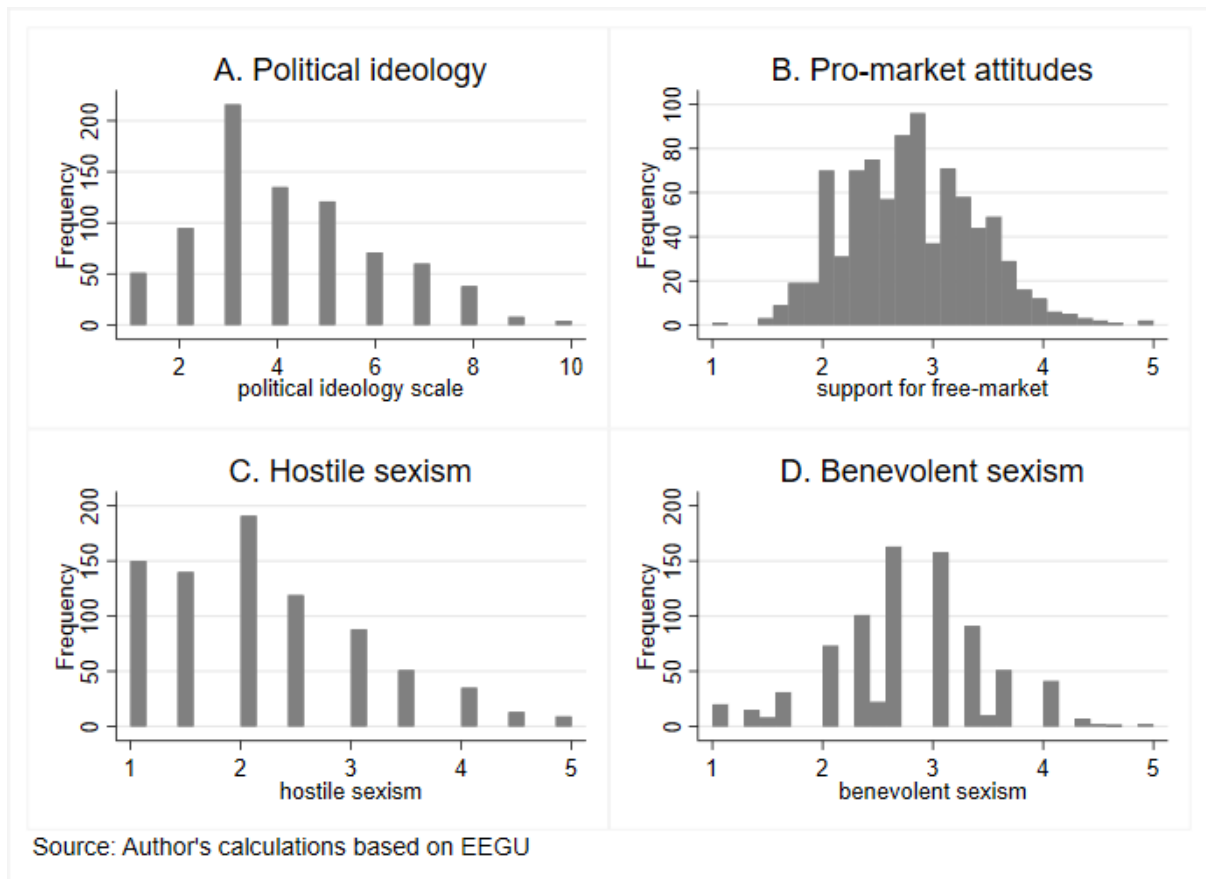 A. Political ideology
Frequency
200
150
100
50
0
2 4 6 8 10
political ideology scale
B. Pro-market attitudes
Frequency
100
80
60
40
20
0
1 2 3 4 5
support for free-market
C. Hostile sexism
Frequency
200
150
100
50
0
1 2 3 4 5
hostile sexism
D. Benevolent sexism
Frequency
200
150
100
50
0
1 2 3 4 5
benevolent sexism
Source: Author's calculations based on EEGU